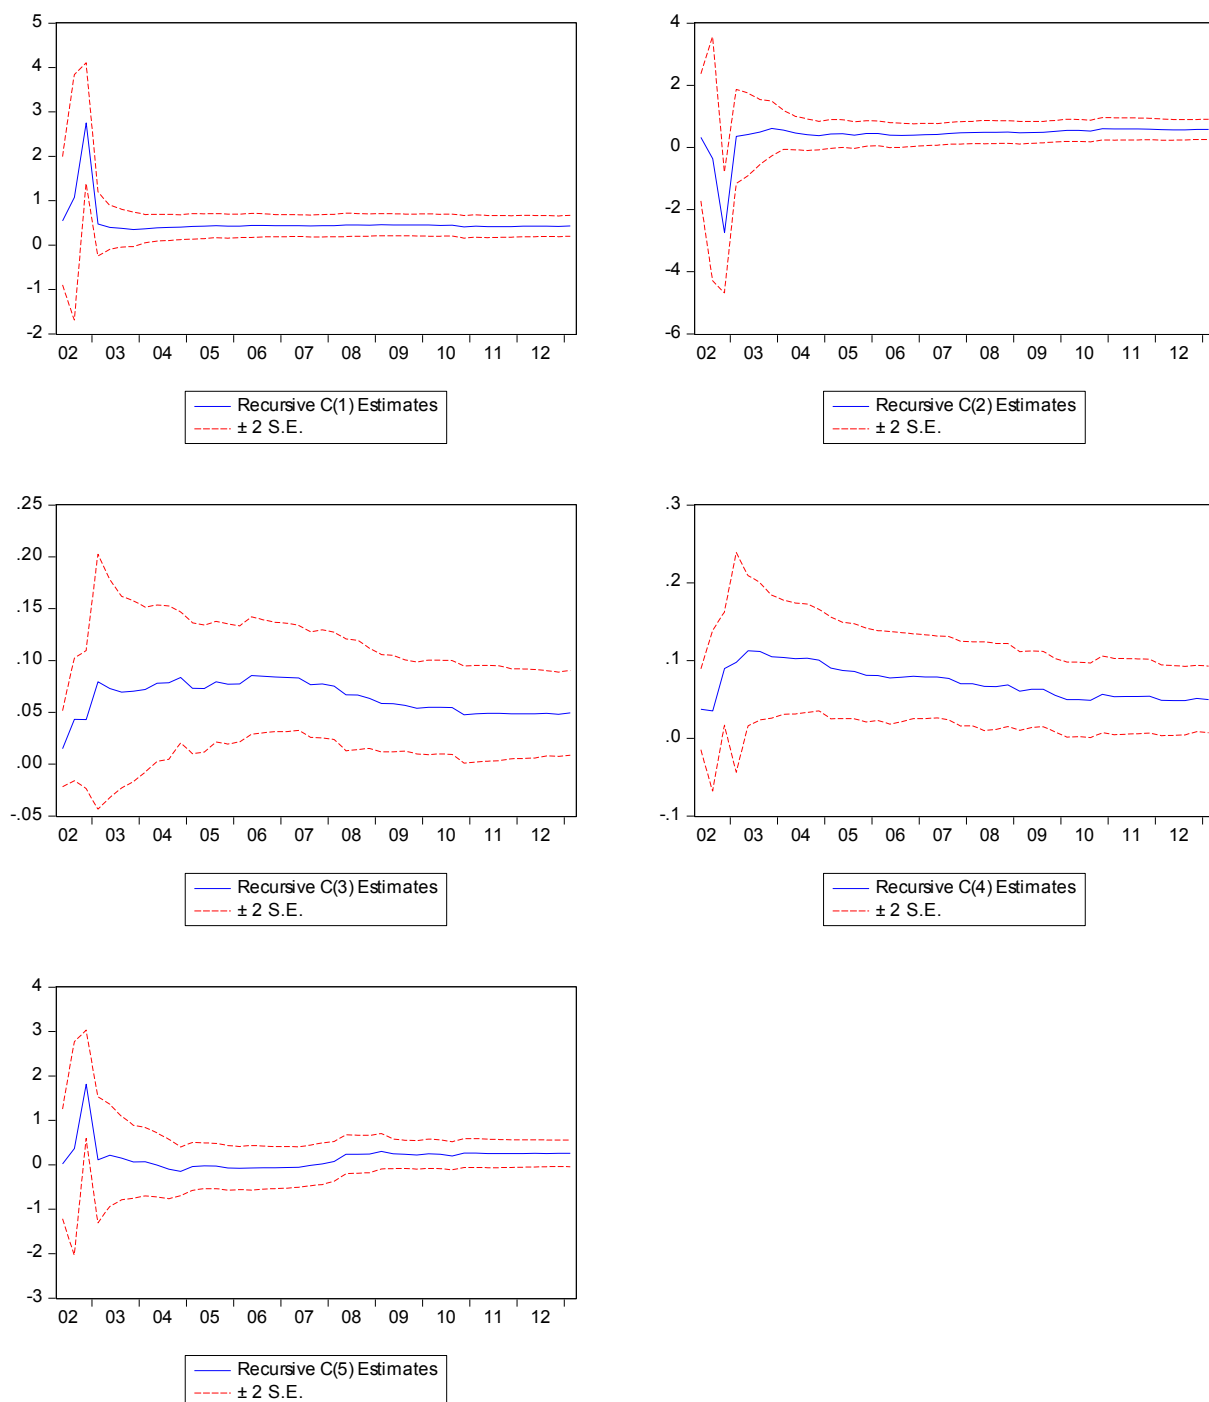 5
4
3
2
1
0
-1
-2
02 03 04 05 06 07 08 09 10 11 12
Recursive C(1) Estimates
± 2 S.E.
4
2
0
-2
-4
-6
02 03 04 05 06 07 08 09 10 11 12
Recursive C(2) Estimates
± 2 S.E.
.25
.20
.15
.10
.05
.00
-.05
02 03 04 05 06 07 08 09 10 11 12
Recursive C(3) Estimates
± 2 S.E.
.3
.2
.1
.0
-.1
02 03 04 05 06 07 08 09 10 11 12
Recursive C(4) Estimates
± 2 S.E.
4
3
2
1
0
-1
-2
-3
02 03 04 05 06 07 08 09 10 11 12
Recursive C(5) Estimates
± 2 S.E.